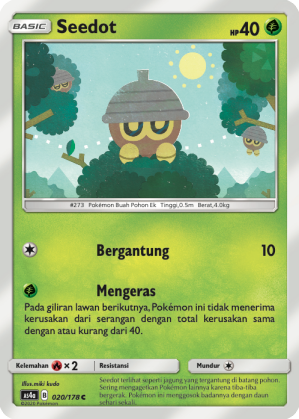 BASIC Seedot HP40
#273 Pokémon Buah Pohon Ek Tinggi,0.5m Berat,4.0kg
Bergantung 10
Mengeras
Pada giliran lawan berikutnya, Pokémon ini tidak menerima
kerusakan dari serangan dengan total kerusakan sama
dengan atau kurang dari 40.
Kelemahan ×2 Resistansi Mundur
Illus.miki kudo
Seedot terlihat seperti jagung yang tergantung di batang pohon.
Sering mengagetkan Pokémon lain karena tiba-tiba bergerak.
Pokémon ini menggosok badannya dengan
daun sehari sekali.
020/178 C